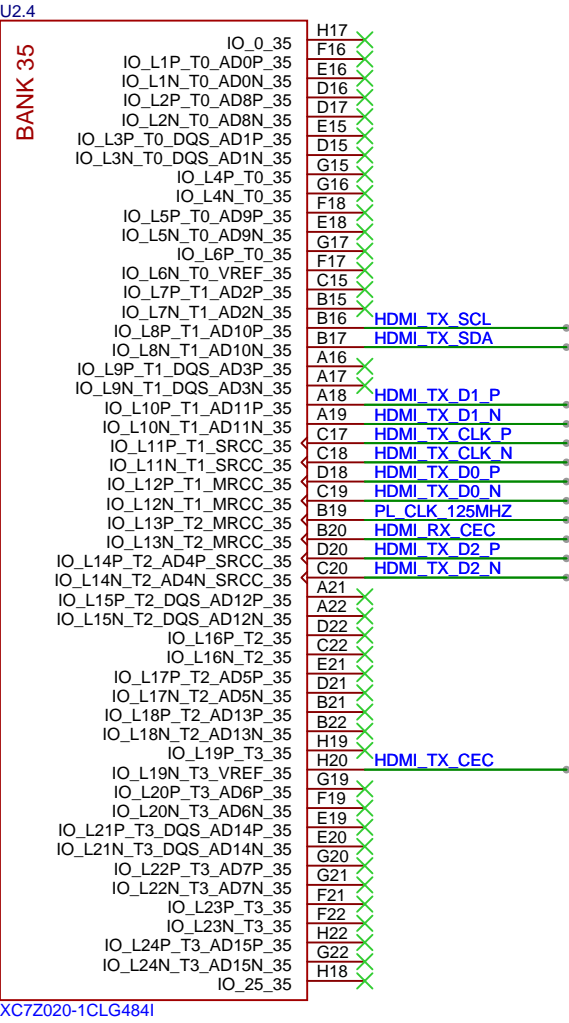 U2.4
BANK 35
IO_0_35 H17
IO_L1P_T0_AD0P_35 F16
IO_L1N_T0_AD0N_35 E16
IO_L2P_T0_AD8P_35 D16
IO_L2N_T0_AD8N_35 D17
IO_L3P_T0_DQS_AD1P_35 E15
IO_L3N_T0_DQS_AD1N_35 D15
IO_L4P_T0_35 G15
IO_L4N_T0_35 G16
IO_L5P_T0_AD9P_35 F18
IO_L5N_T0_AD9N_35 E18
IO_L6P_T0_35 G17
IO_L6N_T0_VREF_35 F17
IO_L7P_T1_AD2P_35 C15
IO_L7N_T1_AD2N_35 B15
IO_L8P_T1_AD10P_35 B16 HDMI_TX_SCL
IO_L8N_T1_AD10N_35 B17 HDMI_TX_SDA
IO_L9P_T1_DQS_AD3P_35 A16
IO_L9N_T1_DQS_AD3N_35 A17
IO_L10P_T1_AD11P_35 A18 HDMI_TX_D1_P
IO_L10N_T1_AD11N_35 A19 HDMI_TX_D1_N
IO_L11P_T1_SRCC_35 C17 HDMI_TX_CLK_P
IO_L11N_T1_SRCC_35 C18 HDMI_TX_CLK_N
IO_L12P_T1_MRCC_35 D18 HDMI_TX_D0_P
IO_L12N_T1_MRCC_35 C19 HDMI_TX_D0_N
IO_L13P_T2_MRCC_35 B19 PL_CLK_125MHZ
IO_L13N_T2_MRCC_35 B20 HDMI_RX_CEC
IO_L14P_T2_AD4P_SRCC_35 D20 HDMI_TX_D2_P
IO_L14N_T2_AD4N_SRCC_35 C20 HDMI_TX_D2_N
IO_L15P_T2_DQS_AD12P_35 A21
IO_L15N_T2_DQS_AD12N_35 A22
IO_L16P_T2_35 D22
IO_L16N_T2_35 C22
IO_L17P_T2_AD5P_35 E21
IO_L17N_T2_AD5N_35 D21
IO_L18P_T2_AD13P_35 B21
IO_L18N_T2_AD13N_35 B22
IO_L19P_T3_35 H19
IO_L19N_T3_VREF_35 H20 HDMI_TX_CEC
IO_L20P_T3_AD6P_35 G19
IO_L20N_T3_AD6N_35 F19
IO_L21P_T3_DQS_AD14P_35 E19
IO_L21N_T3_DQS_AD14N_35 E20
IO_L22P_T3_AD7P_35 G20
IO_L22N_T3_AD7N_35 G21
IO_L23P_T3_35 F21
IO_L23N_T3_35 F22
IO_L24P_T3_AD15P_35 H22
IO_L24N_T3_AD15N_35 G22
IO_25_35 H18
XC7Z020-1CLG484I